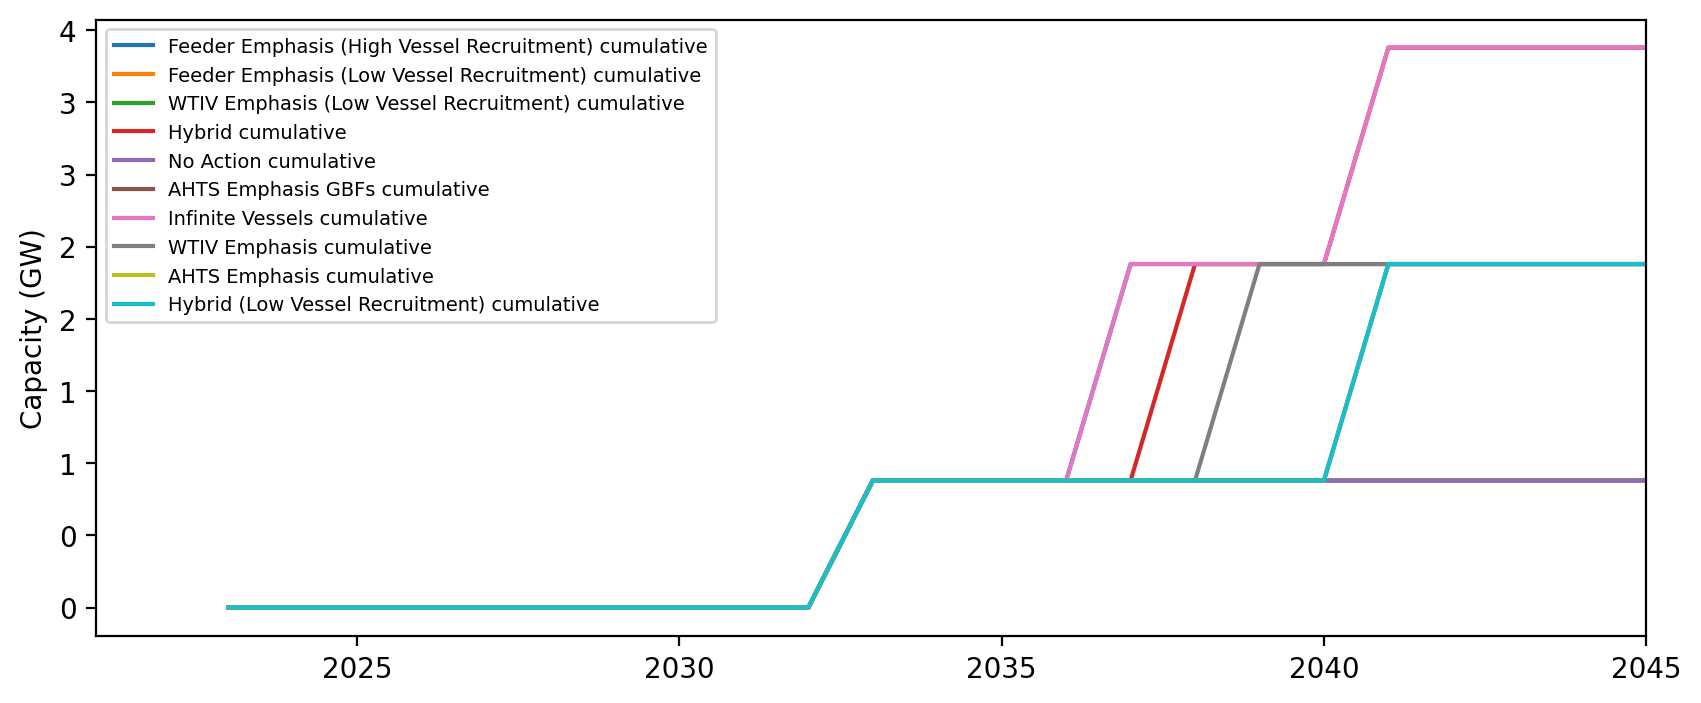 4
3
3
2
2
1
1
0
0
Capacity (GW)
Feeder Emphasis (High Vessel Recruitment) cumulative
Feeder Emphasis (Low Vessel Recruitment) cumulative
WTIV Emphasis (Low Vessel Recruitment) cumulative
Hybrid cumulative
No Action cumulative
AHTS Emphasis GBFs cumulative
Infinite Vessels cumulative
WTIV Emphasis cumulative
AHTS Emphasis cumulative
Hybrid (Low Vessel Recruitment) cumulative
2025 2030 2035 2040 2045